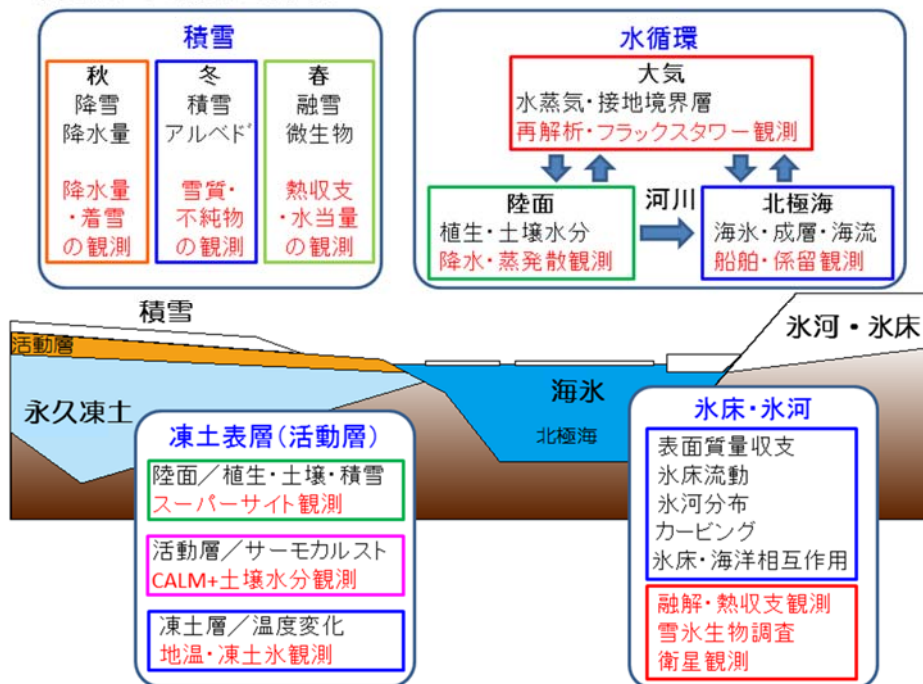 積雪
秋
降雪
降水量
降水量
・着雪
の観測
冬
積雪
アルベド
雪質・
不純物
の観測
春
融雪
微生物
熱収支
・水当量
の観測
水循環
大気
水蒸気・接地境界層
再解析・フラックスタワー観測
陸面
植生・土壌水分
降水・蒸発散観測
河川
北極海
海氷・成層・海流
船舶・係留観測
積雪
活動層
永久凍土
海氷
北極海
氷河・氷床
凍土表層(活動層)
陸面/植生・土壌・積雪
スーパーサイト観測
活動層/サーモカルスト
CALM+土壌水分観測
凍土層/温度変化
地温・凍土氷観測
氷床・氷河
表面質量収支
氷床流動
氷河分布
カービング
氷床・海洋相互作用
融解・熱収支観測
雪氷生物調査
衛星観測